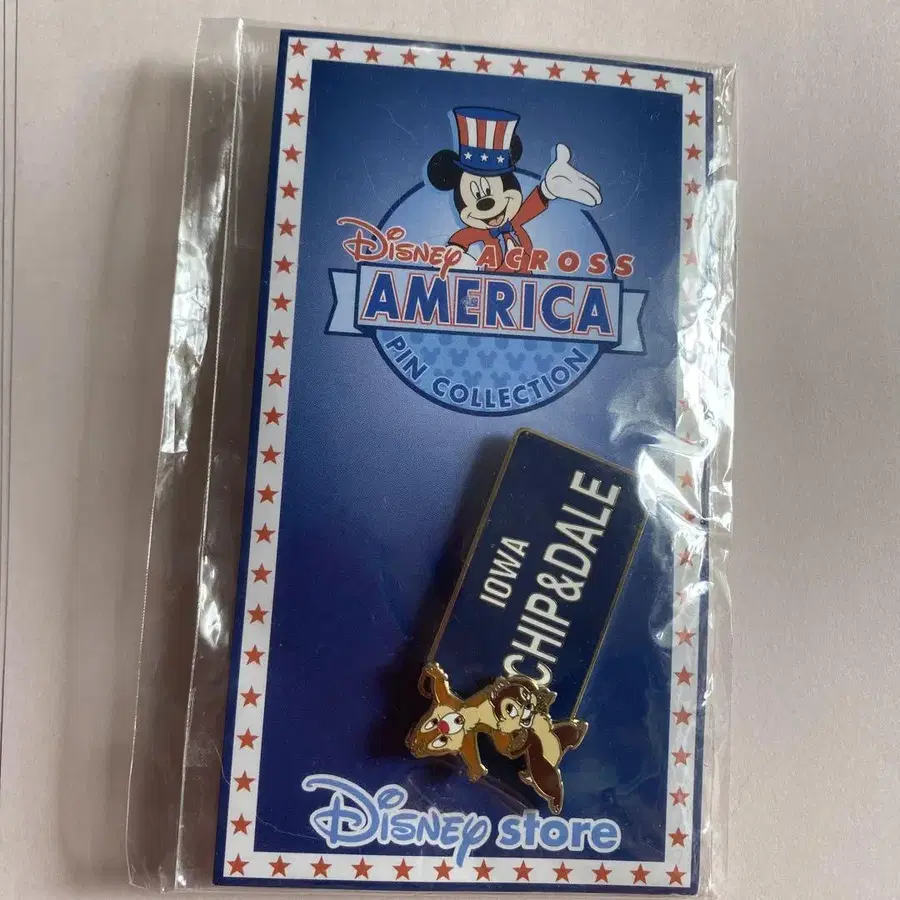 Disney ACROSS
AMERICA
PIN COLLECTION
IOWA
CHIP&DALE
Disney store